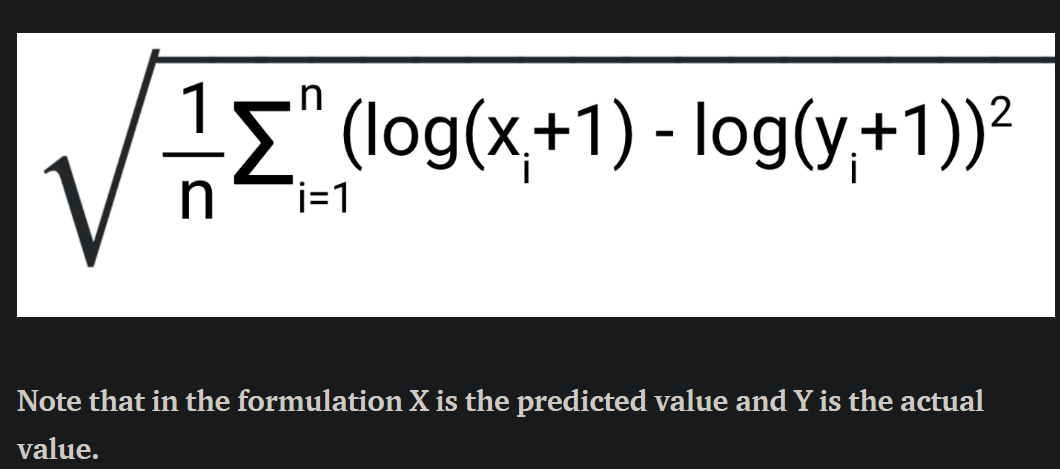 √(1/n Σⁿᵢ₌₁ (log(xᵢ+1) - log(yᵢ+1))²)
Note that in the formulation X is the predicted value and Y is the actual
value.